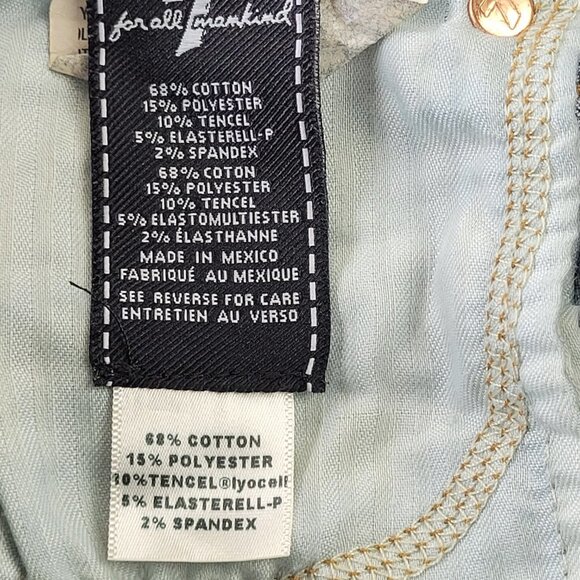 7
for all mankind
68% COTTON
15% POLYESTER
10% TENCEL
5% ELASTERELL-P
2% SPANDEX
68% COTON
15% POLYESTER
10% TENCEL
5% ELASTOMULTIESTER
2% ÉLASTHANNE
MADE IN MEXICO
FABRIQUÉ AU MEXIQUE
SEE REVERSE FOR CARE
ENTRETIEN AU VERSO
68% COTTON
15% POLYESTER
10%TENCEL®lyocell
5% ELASTERELL-P
2% SPANDEX